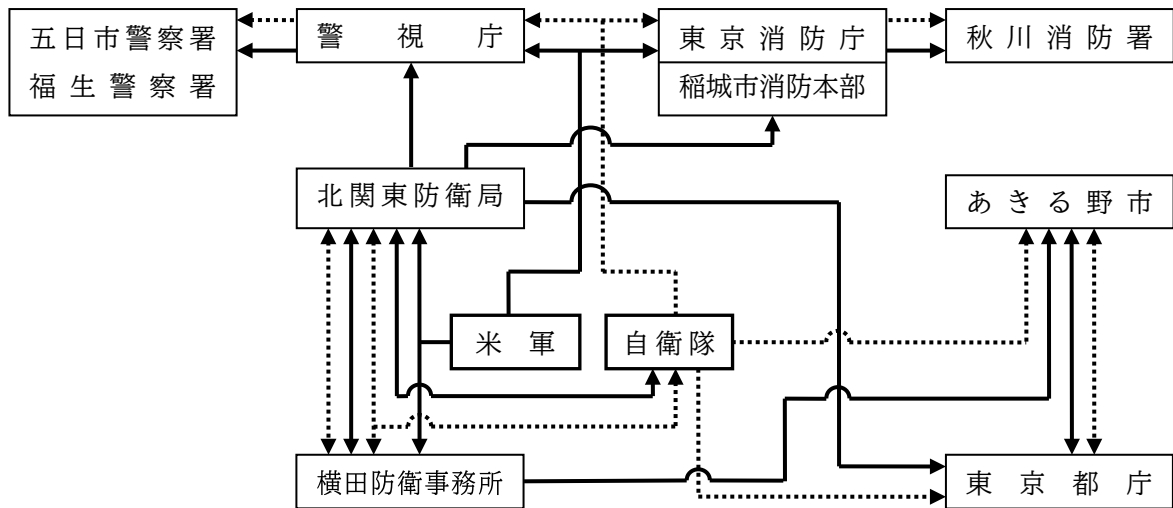 五日市警察署
福生警察署
警視庁
東京消防庁
稲城市消防本部
秋川消防署
北関東防衛局
あきる野市
米軍
自衛隊
横田防衛事務所
東京都庁